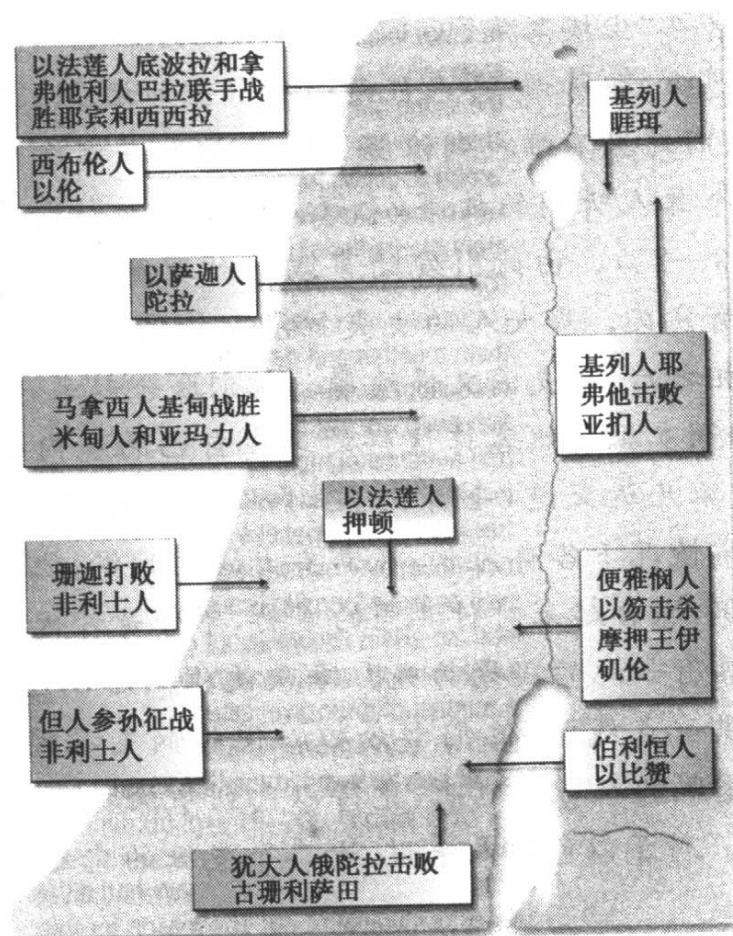 以法莲人底波拉和拿
弗他利人巴拉联手战
胜耶宾和西西拉
基列人
睚珥
西布伦人
以伦
以萨迦人
陀拉
基列人耶
弗他击败
亚扪人
马拿西人基甸战胜
米甸人和亚玛力人
以法莲人
押顿
珊迦打败
非利士人
便雅悯人
以笏击杀
摩押王伊
矶伦
但人参孙征战
非利士人
伯利恒人
以比赞
犹大人俄陀拉击败
古珊利萨田